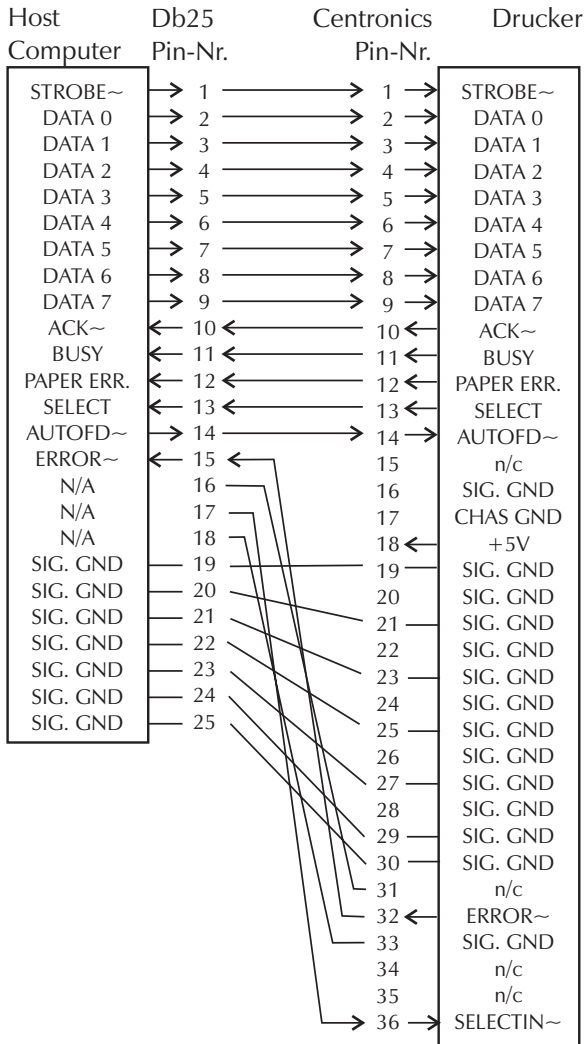 Host Db25 Centronics Drucker
Computer Pin-Nr. Pin-Nr.
STROBE~ 1 1 STROBE~
DATA 0 2 2 DATA 0
DATA 1 3 3 DATA 1
DATA 2 4 4 DATA 2
DATA 3 5 5 DATA 3
DATA 4 6 6 DATA 4
DATA 5 7 7 DATA 5
DATA 6 8 8 DATA 6
DATA 7 9 9 DATA 7
ACK~ 10 10 ACK~
BUSY 11 11 BUSY
PAPER ERR. 12 12 PAPER ERR.
SELECT 13 13 SELECT
AUTOFD~ 14 14 AUTOFD~
ERROR~ 15 15 n/c
N/A 16 16 SIG. GND
N/A 17 17 CHAS GND
N/A 18 18 +5V
SIG. GND 19 19 SIG. GND
SIG. GND 20 20 SIG. GND
SIG. GND 21 21 SIG. GND
SIG. GND 22 22 SIG. GND
SIG. GND 23 23 SIG. GND
SIG. GND 24 24 SIG. GND
SIG. GND 25 25 SIG. GND
26 SIG. GND
27 SIG. GND
28 SIG. GND
29 SIG. GND
30 SIG. GND
31 n/c
32 ERROR~
33 SIG. GND
34 n/c
35 n/c
36 SELECTIN~